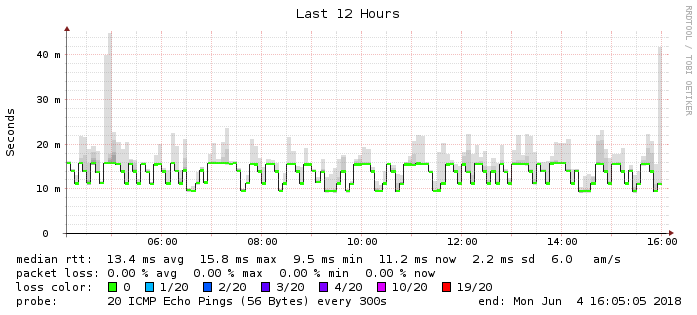 Last 12 Hours
RRDTOOL / TOBI OETIKER
Seconds
40 m
30 m
20 m
10 m
0
06:00 08:00 10:00 12:00 14:00 16:00
median rtt: 13.4 ms avg 15.8 ms max 9.5 ms min 11.2 ms now 2.2 ms sd 6.0 am/s
packet loss: 0.00 % avg 0.00 % max 0.00 % min 0.00 % now
loss color: 0 1/20 2/20 3/20 4/20 10/20 19/20
probe: 20 ICMP Echo Pings (56 Bytes) every 300s end: Mon Jun 4 16:05:05 2018